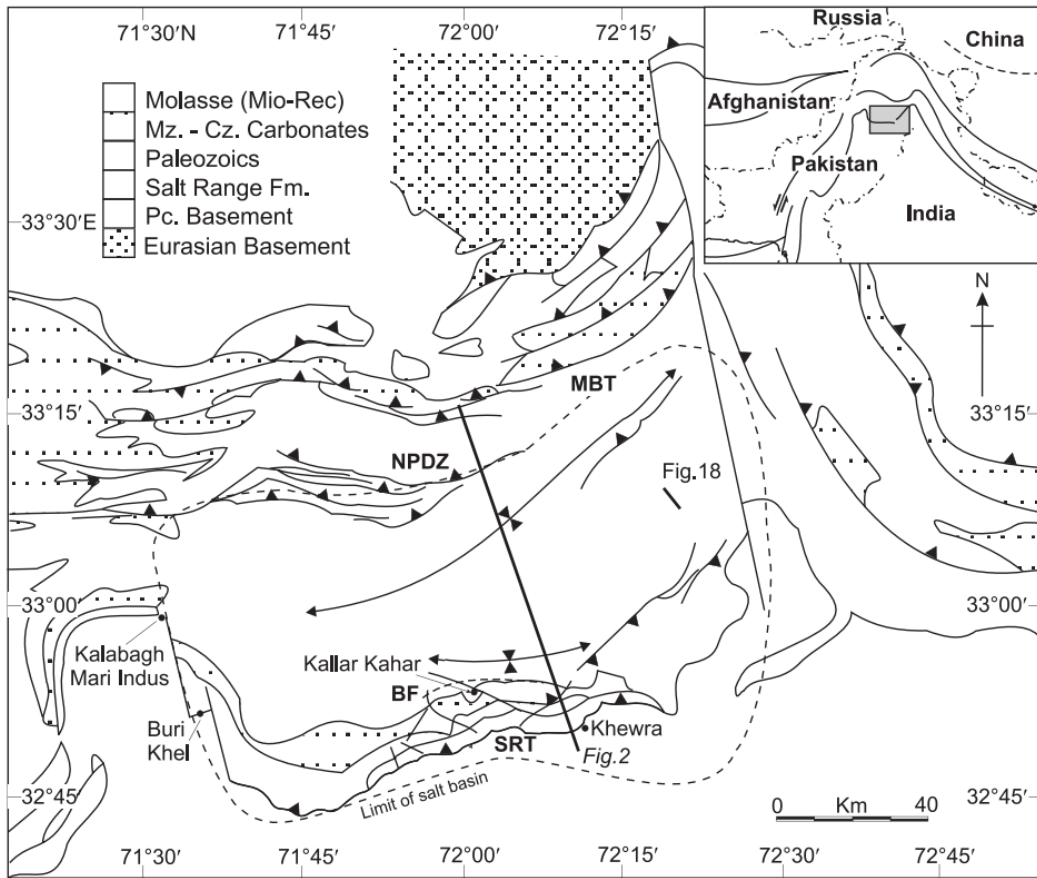 71°30′N 71°45′ 72°00′ 72°15′
Russia
China
Afghanistan
Pakistan
India
Molasse (Mio-Rec)
Mz. - Cz. Carbonates
Paleozoics
Salt Range Fm.
Pc. Basement
Eurasian Basement
33°30′E
N
MBT
33°15′ 33°15′
NPDZ
Fig.18
33°00′ 33°00′
Kalabagh
Mari Indus
Kallar Kahar
BF
Buri
Khel
Khewra
SRT
Fig.2
Limit of salt basin
32°45′ 32°45′
0 Km 40
71°30′ 71°45′ 72°00′ 72°15′ 72°30′ 72°45′